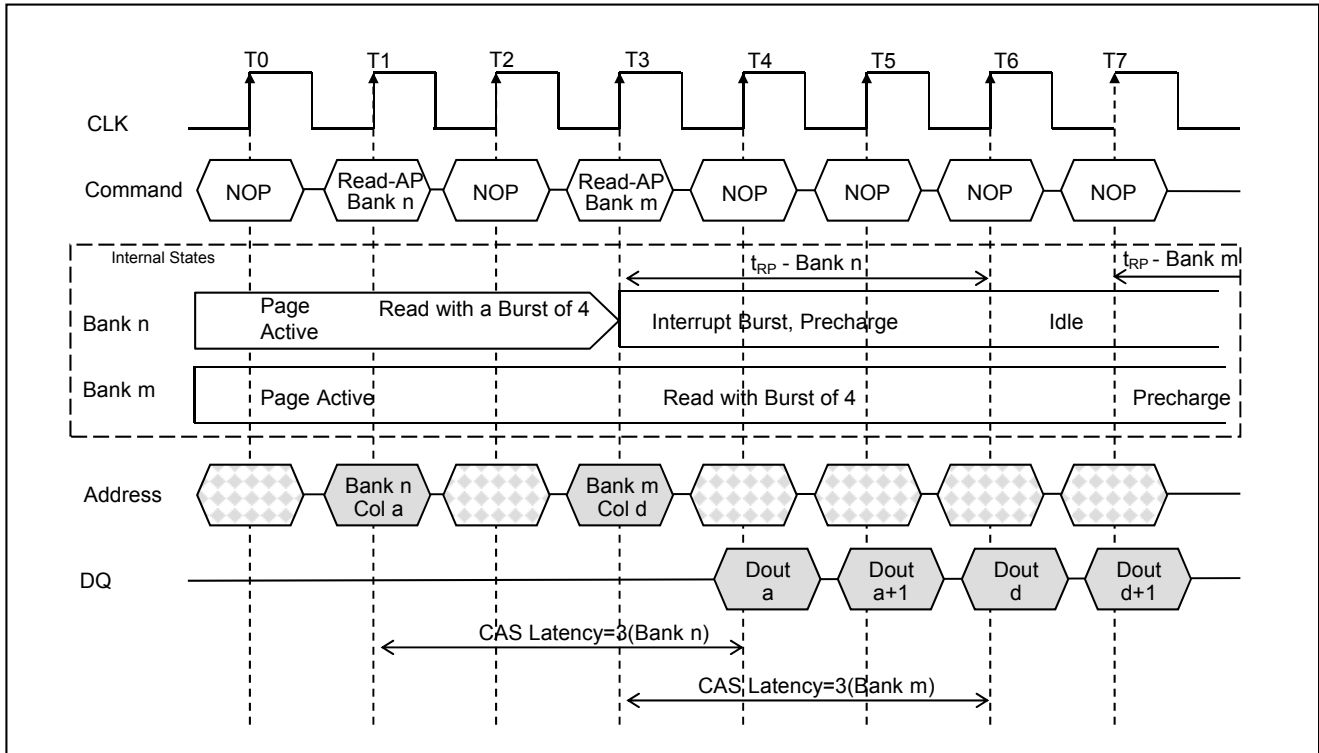 T0 T1 T2 T3 T4 T5 T6 T7
CLK
Command
NOP
Read-AP
Bank n
NOP
Read-AP
Bank m
NOP
NOP
NOP
NOP
Internal States
tRP - Bank n
tRP - Bank m
Bank n
Page
Active
Read with a Burst of 4
Interrupt Burst, Precharge
Idle
Bank m
Page Active
Read with Burst of 4
Precharge
Address
Bank n
Col a
Bank m
Col d
DQ
Dout
a
Dout
a+1
Dout
d
Dout
d+1
CAS Latency=3(Bank n)
CAS Latency=3(Bank m)